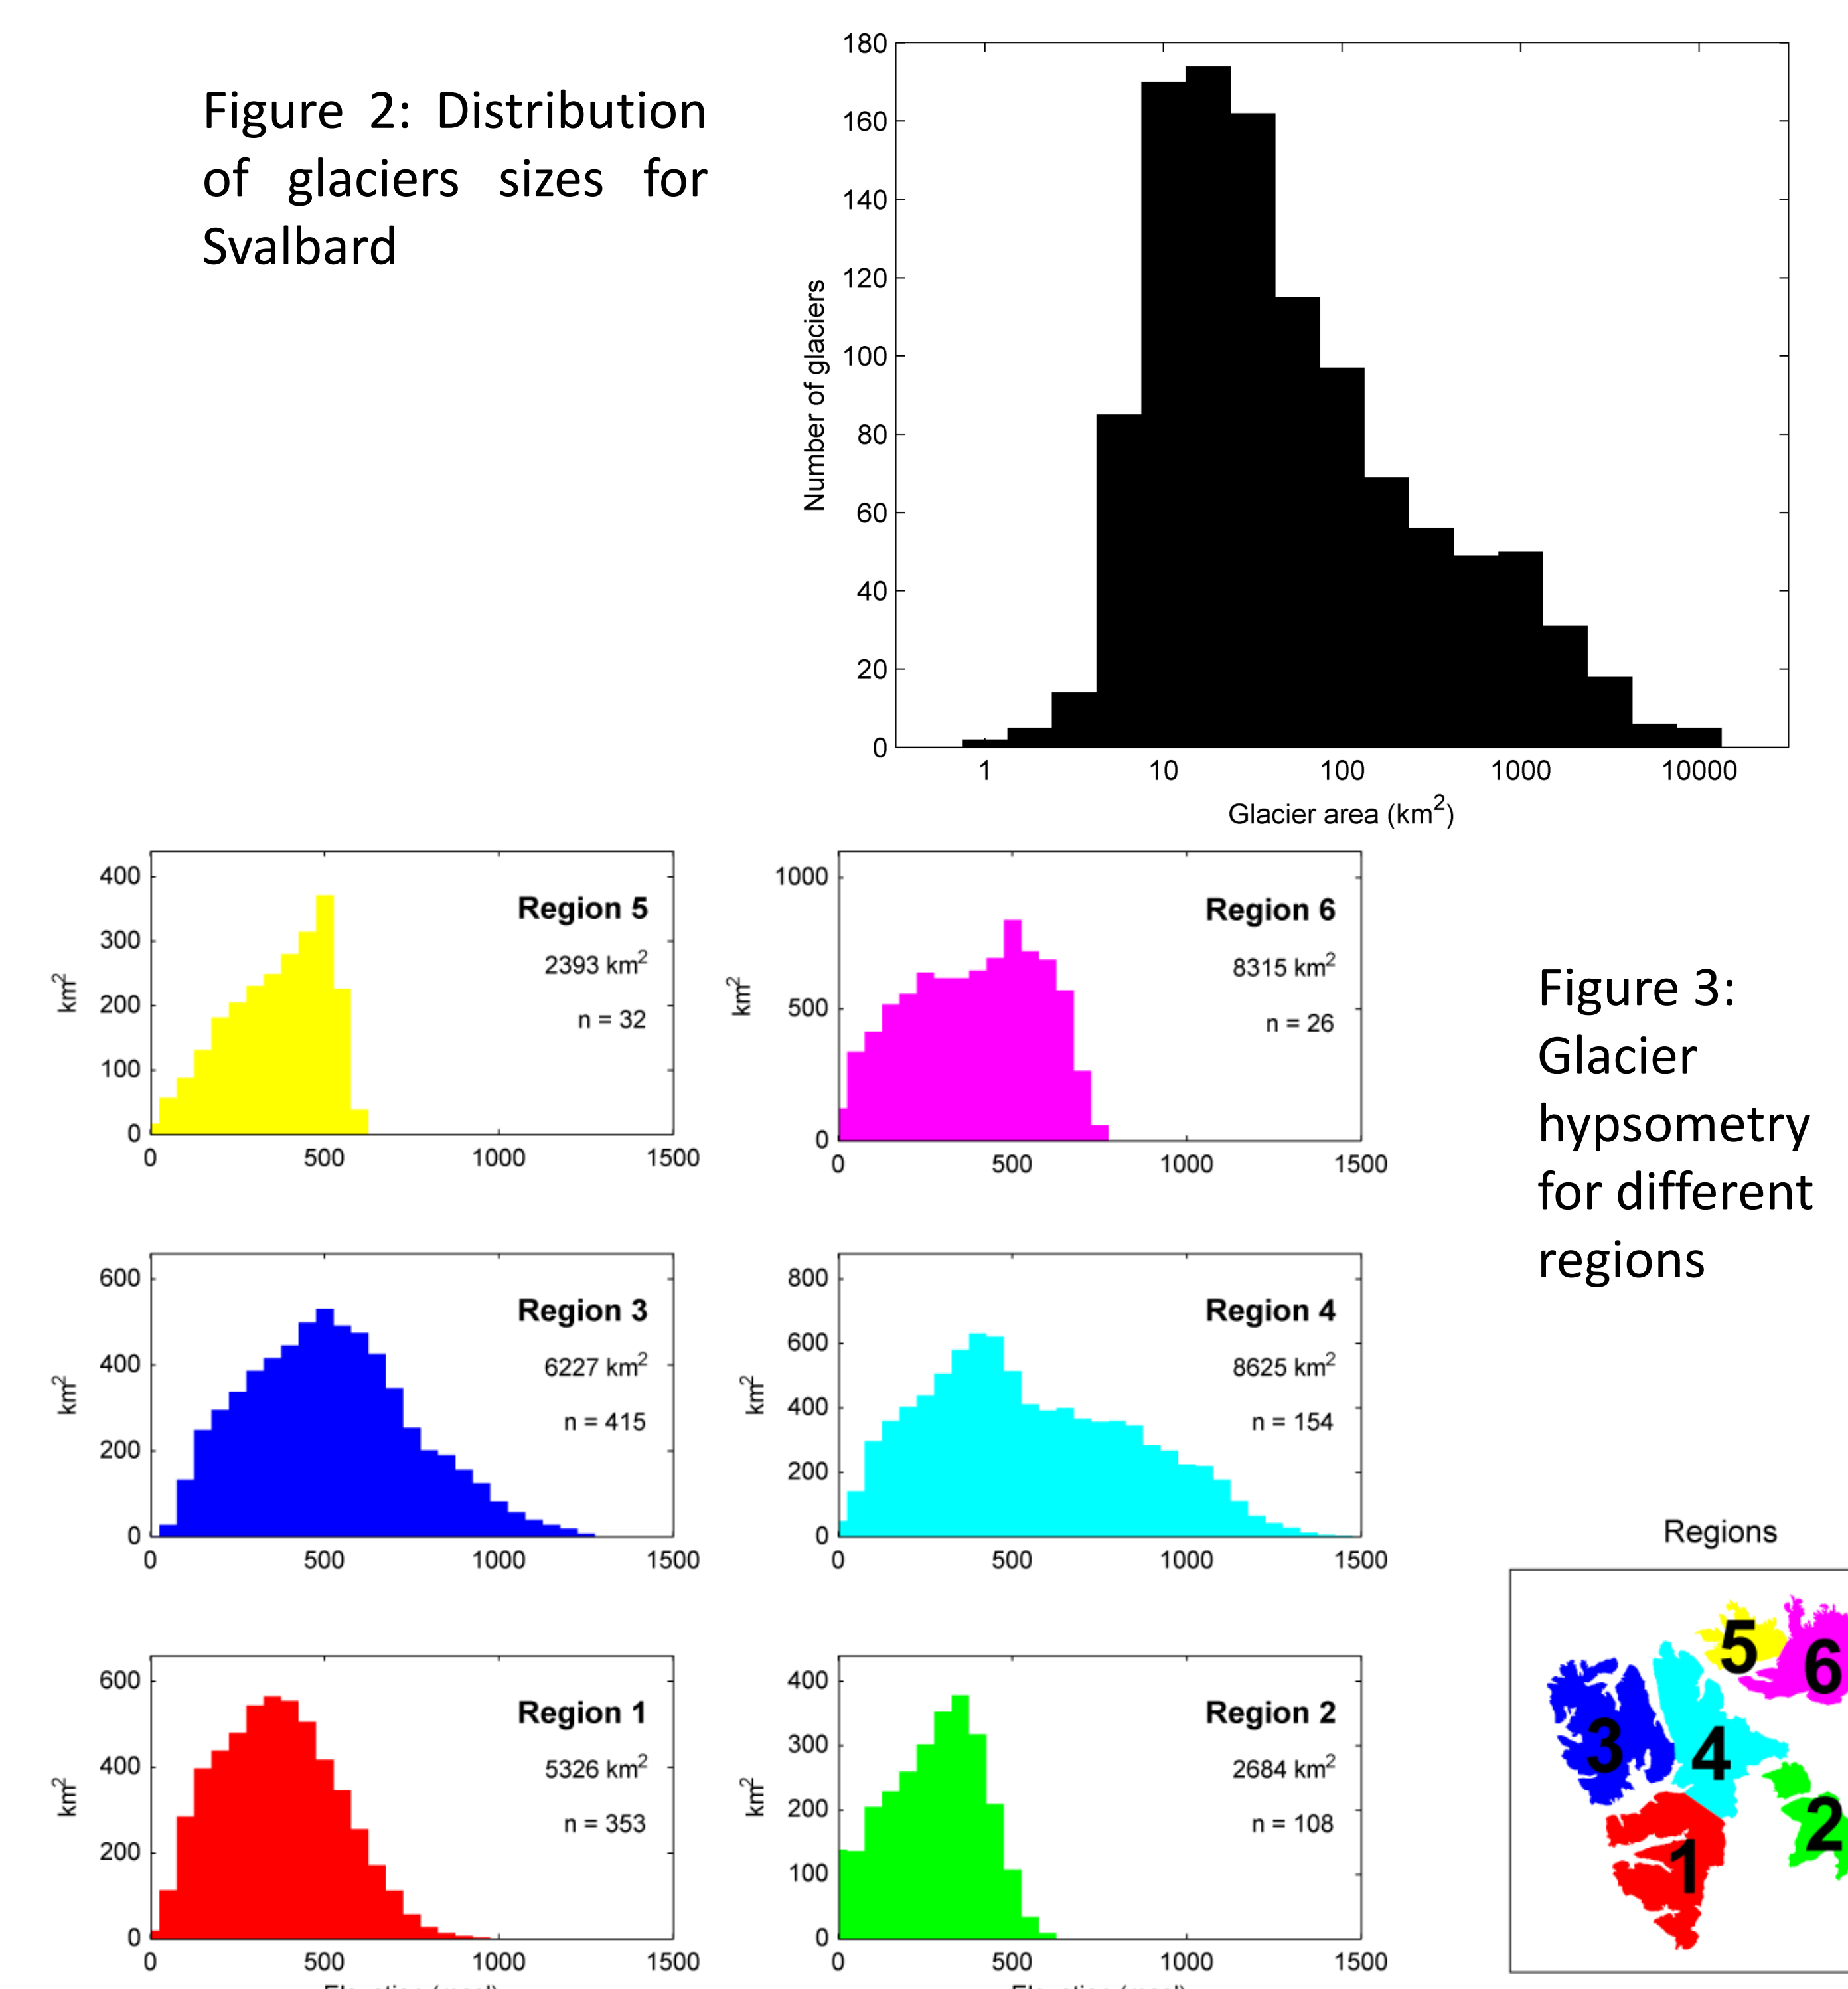 Figure 2: Distribution
of glaciers sizes for
Svalbard
180
160
140
120
100
80
60
40
20
0
Number of glaciers
1 10 100 1000 10000
Glacier area (km²)
400
300
200
100
0
km²
Region 5
2393 km²
n = 32
0 500 1000 1500
1000
500
0
km²
Region 6
8315 km²
n = 26
0 500 1000 1500
Figure 3:
Glacier
hypsometry
for different
regions
600
400
200
0
km²
Region 3
6227 km²
n = 415
0 500 1000 1500
800
600
400
200
0
km²
Region 4
8625 km²
n = 154
0 500 1000 1500
600
400
200
0
km²
Region 1
5326 km²
n = 353
0 500 1000 1500
400
300
200
100
0
km²
Region 2
2684 km²
n = 108
0 500 1000 1500
Regions
5
6
3
4
2
1